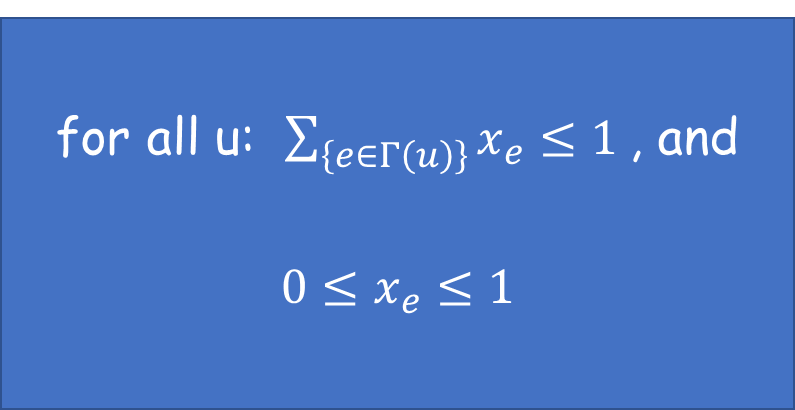 for all u: ∑_{e∈Γ(u)} x_e ≤ 1 , and
0 ≤ x_e ≤ 1